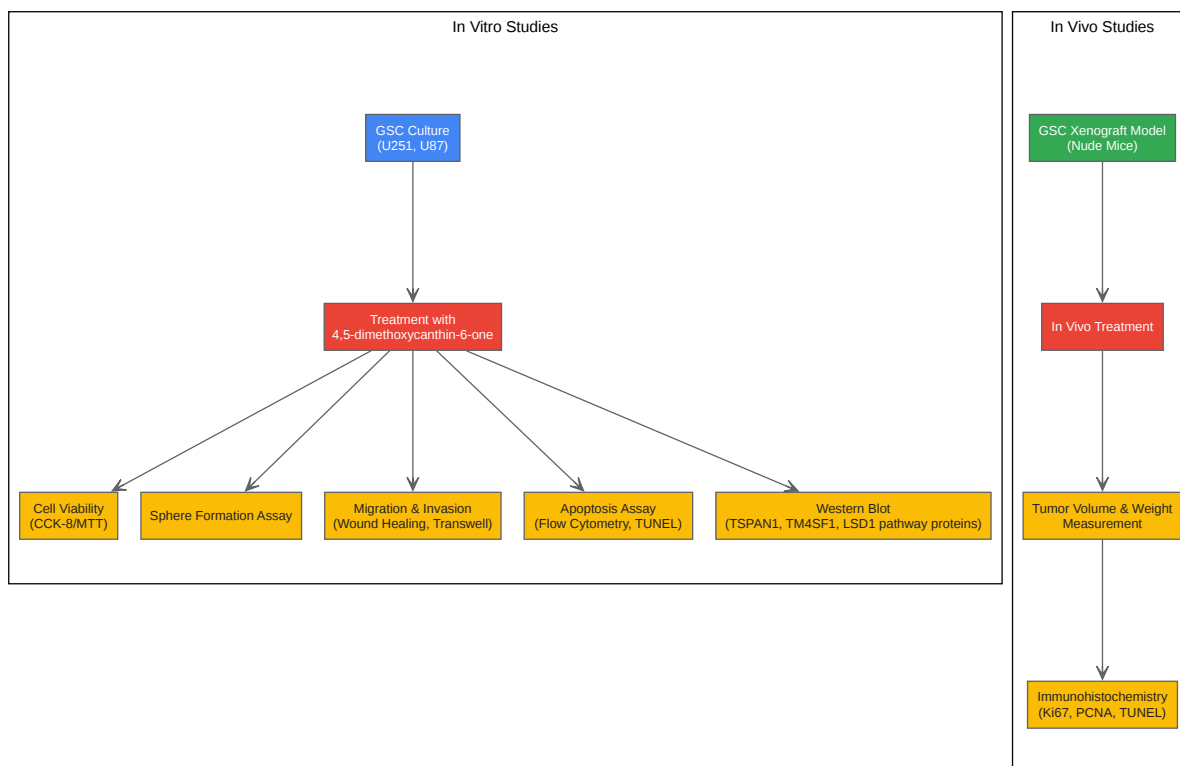 In Vitro Studies
GSC Culture
(U251, U87)
Treatment with
4,5-dimethoxycanthin-6-one
Cell Viability
(CCK-8/MTT)
Sphere Formation Assay
Migration & Invasion
(Wound Healing, Transwell)
Apoptosis Assay
(Flow Cytometry, TUNEL)
Western Blot
(TSPAN1, TM4SF1, LSD1 pathway proteins)
In Vivo Studies
GSC Xenograft Model
(Nude Mice)
In Vivo Treatment
Tumor Volume & Weight
Measurement
Immunohistochemistry
(Ki67, PCNA, TUNEL)